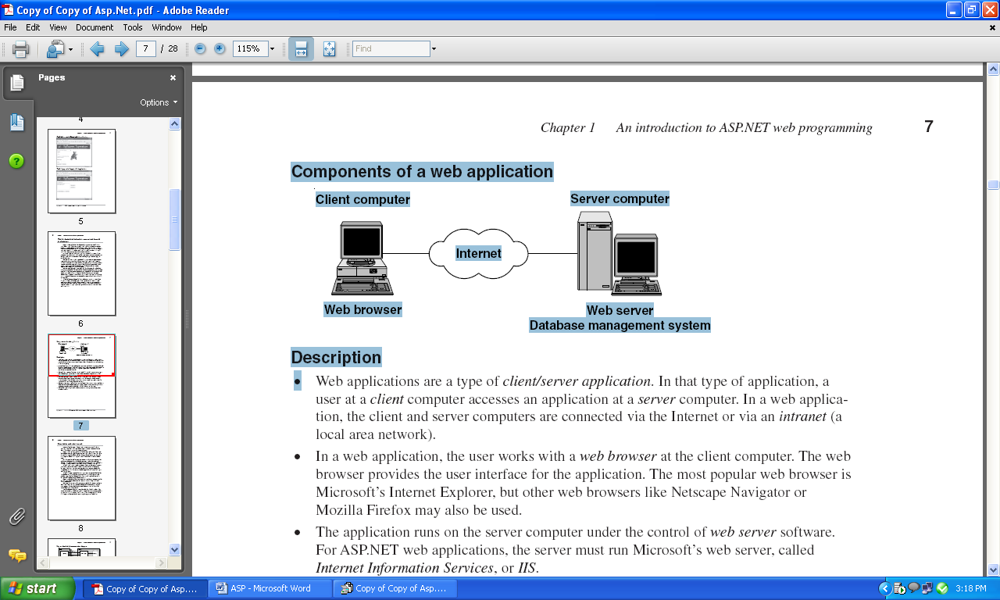 Copy of Copy of Asp.Net.pdf - Adobe Reader
File Edit View Document Tools Window Help
7 / 28 115% Find
Pages
Options
4
5
6
7
8
Chapter 1 An introduction to ASP.NET web programming 7
Components of a web application
Client computer Server computer
Internet
Web browser Web server
Database management system
Description
• Web applications are a type of client/server application. In that type of application, a
user at a client computer accesses an application at a server computer. In a web applica-
tion, the client and server computers are connected via the Internet or via an intranet (a
local area network).
• In a web application, the user works with a web browser at the client computer. The web
browser provides the user interface for the application. The most popular web browser is
Microsoft's Internet Explorer, but other web browsers like Netscape Navigator or
Mozilla Firefox may also be used.
• The application runs on the server computer under the control of web server software.
For ASP.NET web applications, the server must run Microsoft's web server, called
Internet Information Services, or IIS.
start Copy of Copy of Asp.... ASP - Microsoft Word Copy of Copy of Asp.... 3:18 PM